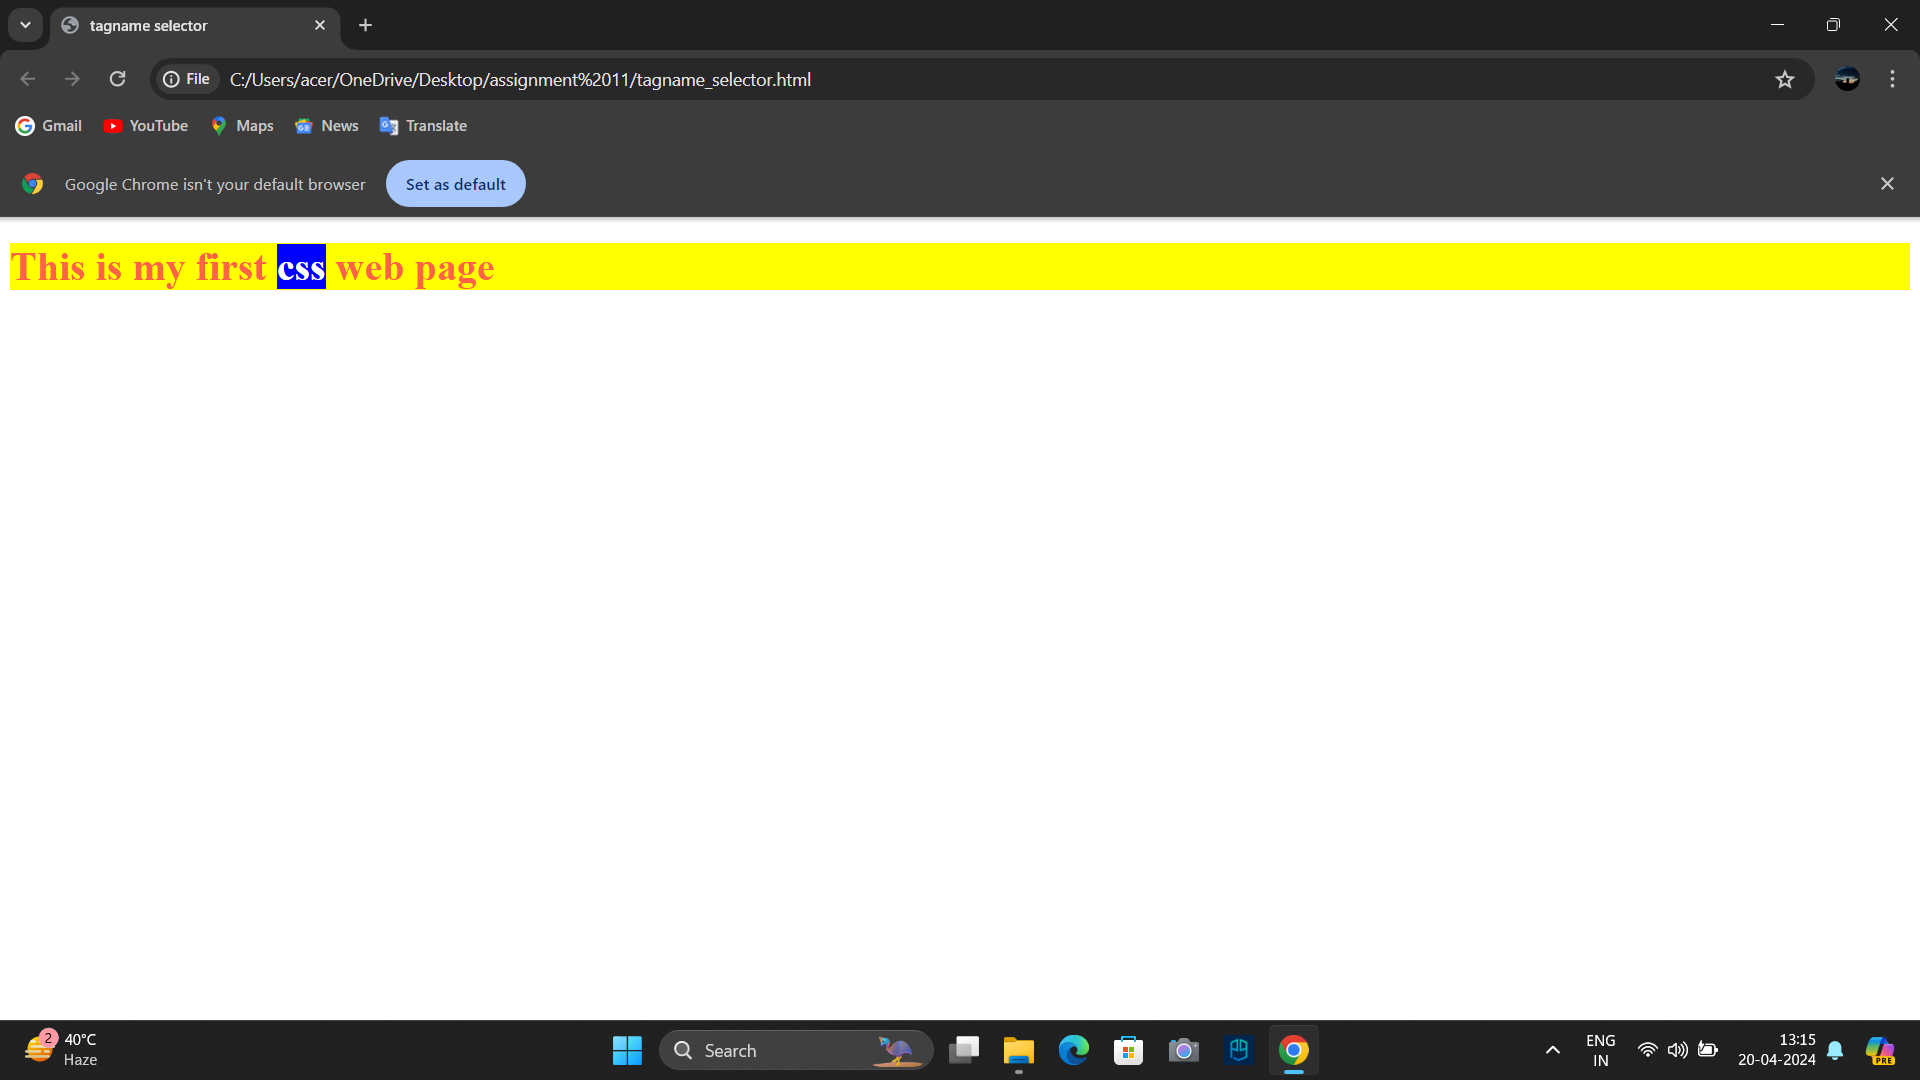 tagname selector
File C:/Users/acer/OneDrive/Desktop/assignment%2011/tagname_selector.html
Gmail YouTube Maps News Translate
Google Chrome isn't your default browser Set as default
This is my first css web page
2 40°C
Haze
Search
ENG
IN
13:15
20-04-2024
PRE